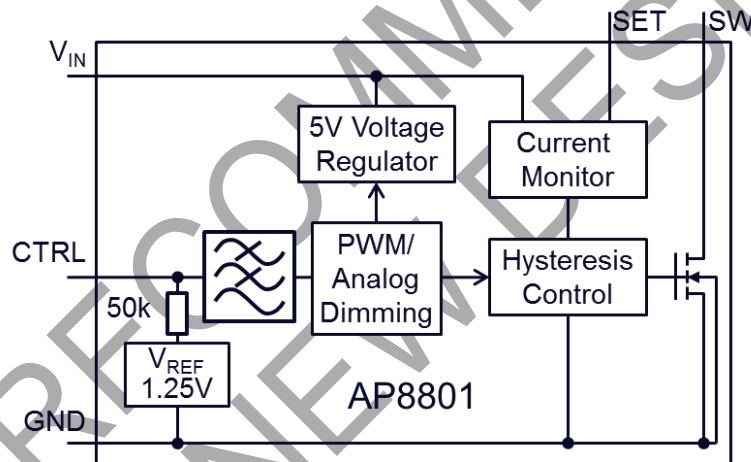 SET
SW
VIN
5V Voltage
Regulator
Current
Monitor
CTRL
PWM/
Analog
Dimming
Hysteresis
Control
50k
VREF
1.25V
AP8801
GND